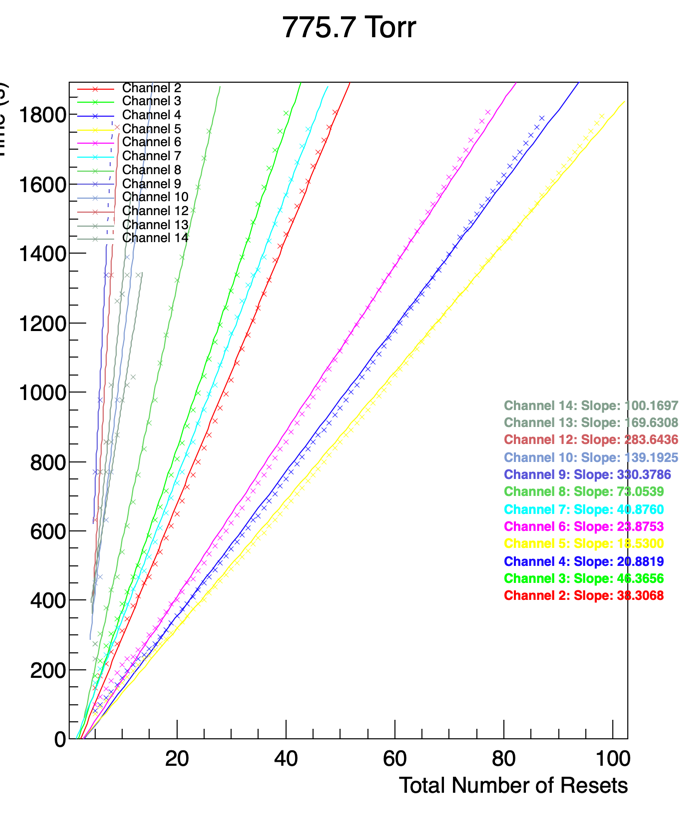 775.7 Torr
Time (s)
1800
1600
1400
1200
1000
800
600
400
200
0
Channel 2
Channel 3
Channel 4
Channel 5
Channel 6
Channel 7
Channel 8
Channel 9
Channel 10
Channel 12
Channel 13
Channel 14
Channel 14: Slope: 100.1697
Channel 13: Slope: 169.6308
Channel 12: Slope: 283.6436
Channel 10: Slope: 139.1925
Channel 9: Slope: 330.3786
Channel 8: Slope: 73.0539
Channel 7: Slope: 40.8760
Channel 6: Slope: 23.8753
Channel 5: Slope: 18.5300
Channel 4: Slope: 20.8819
Channel 3: Slope: 46.3656
Channel 2: Slope: 38.3068
20 40 60 80 100
Total Number of Resets